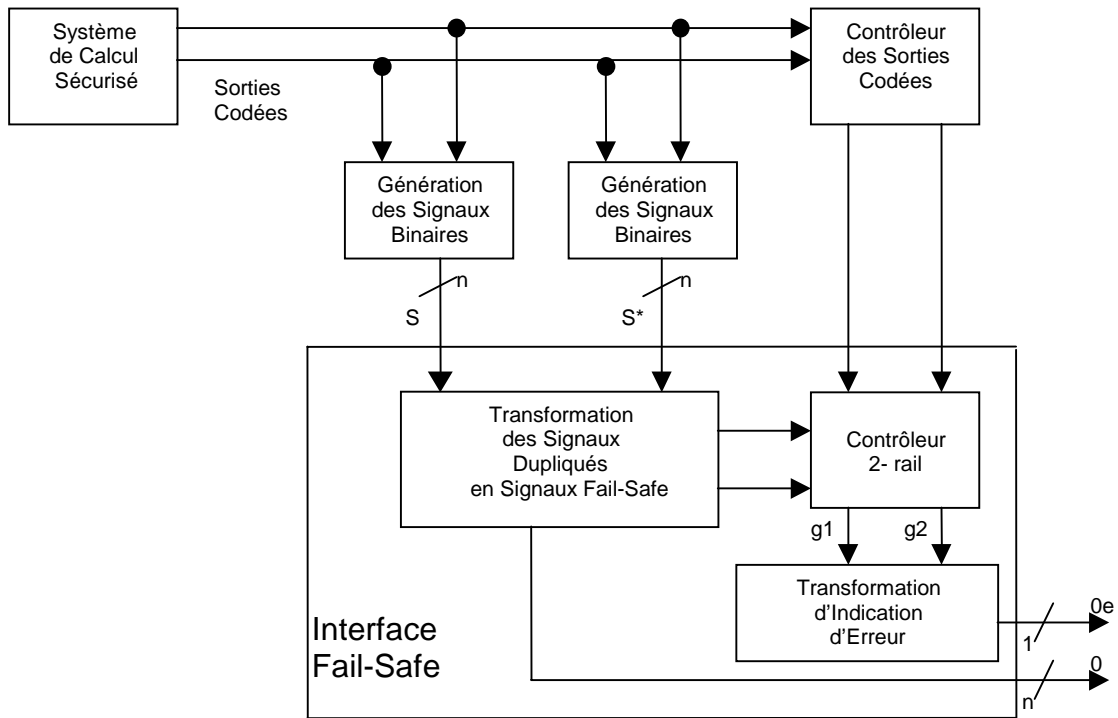 Système
de Calcul
Sécurisé
Sorties
Codées
Contrôleur
des Sorties
Codées
Génération
des Signaux
Binaires
Génération
des Signaux
Binaires
n
n
S
S*
Transformation
des Signaux
Dupliqués
en Signaux Fail-Safe
Contrôleur
2- rail
g1
g2
Transformation
d'Indication
d'Erreur
Interface
Fail-Safe
0e
1
0
n